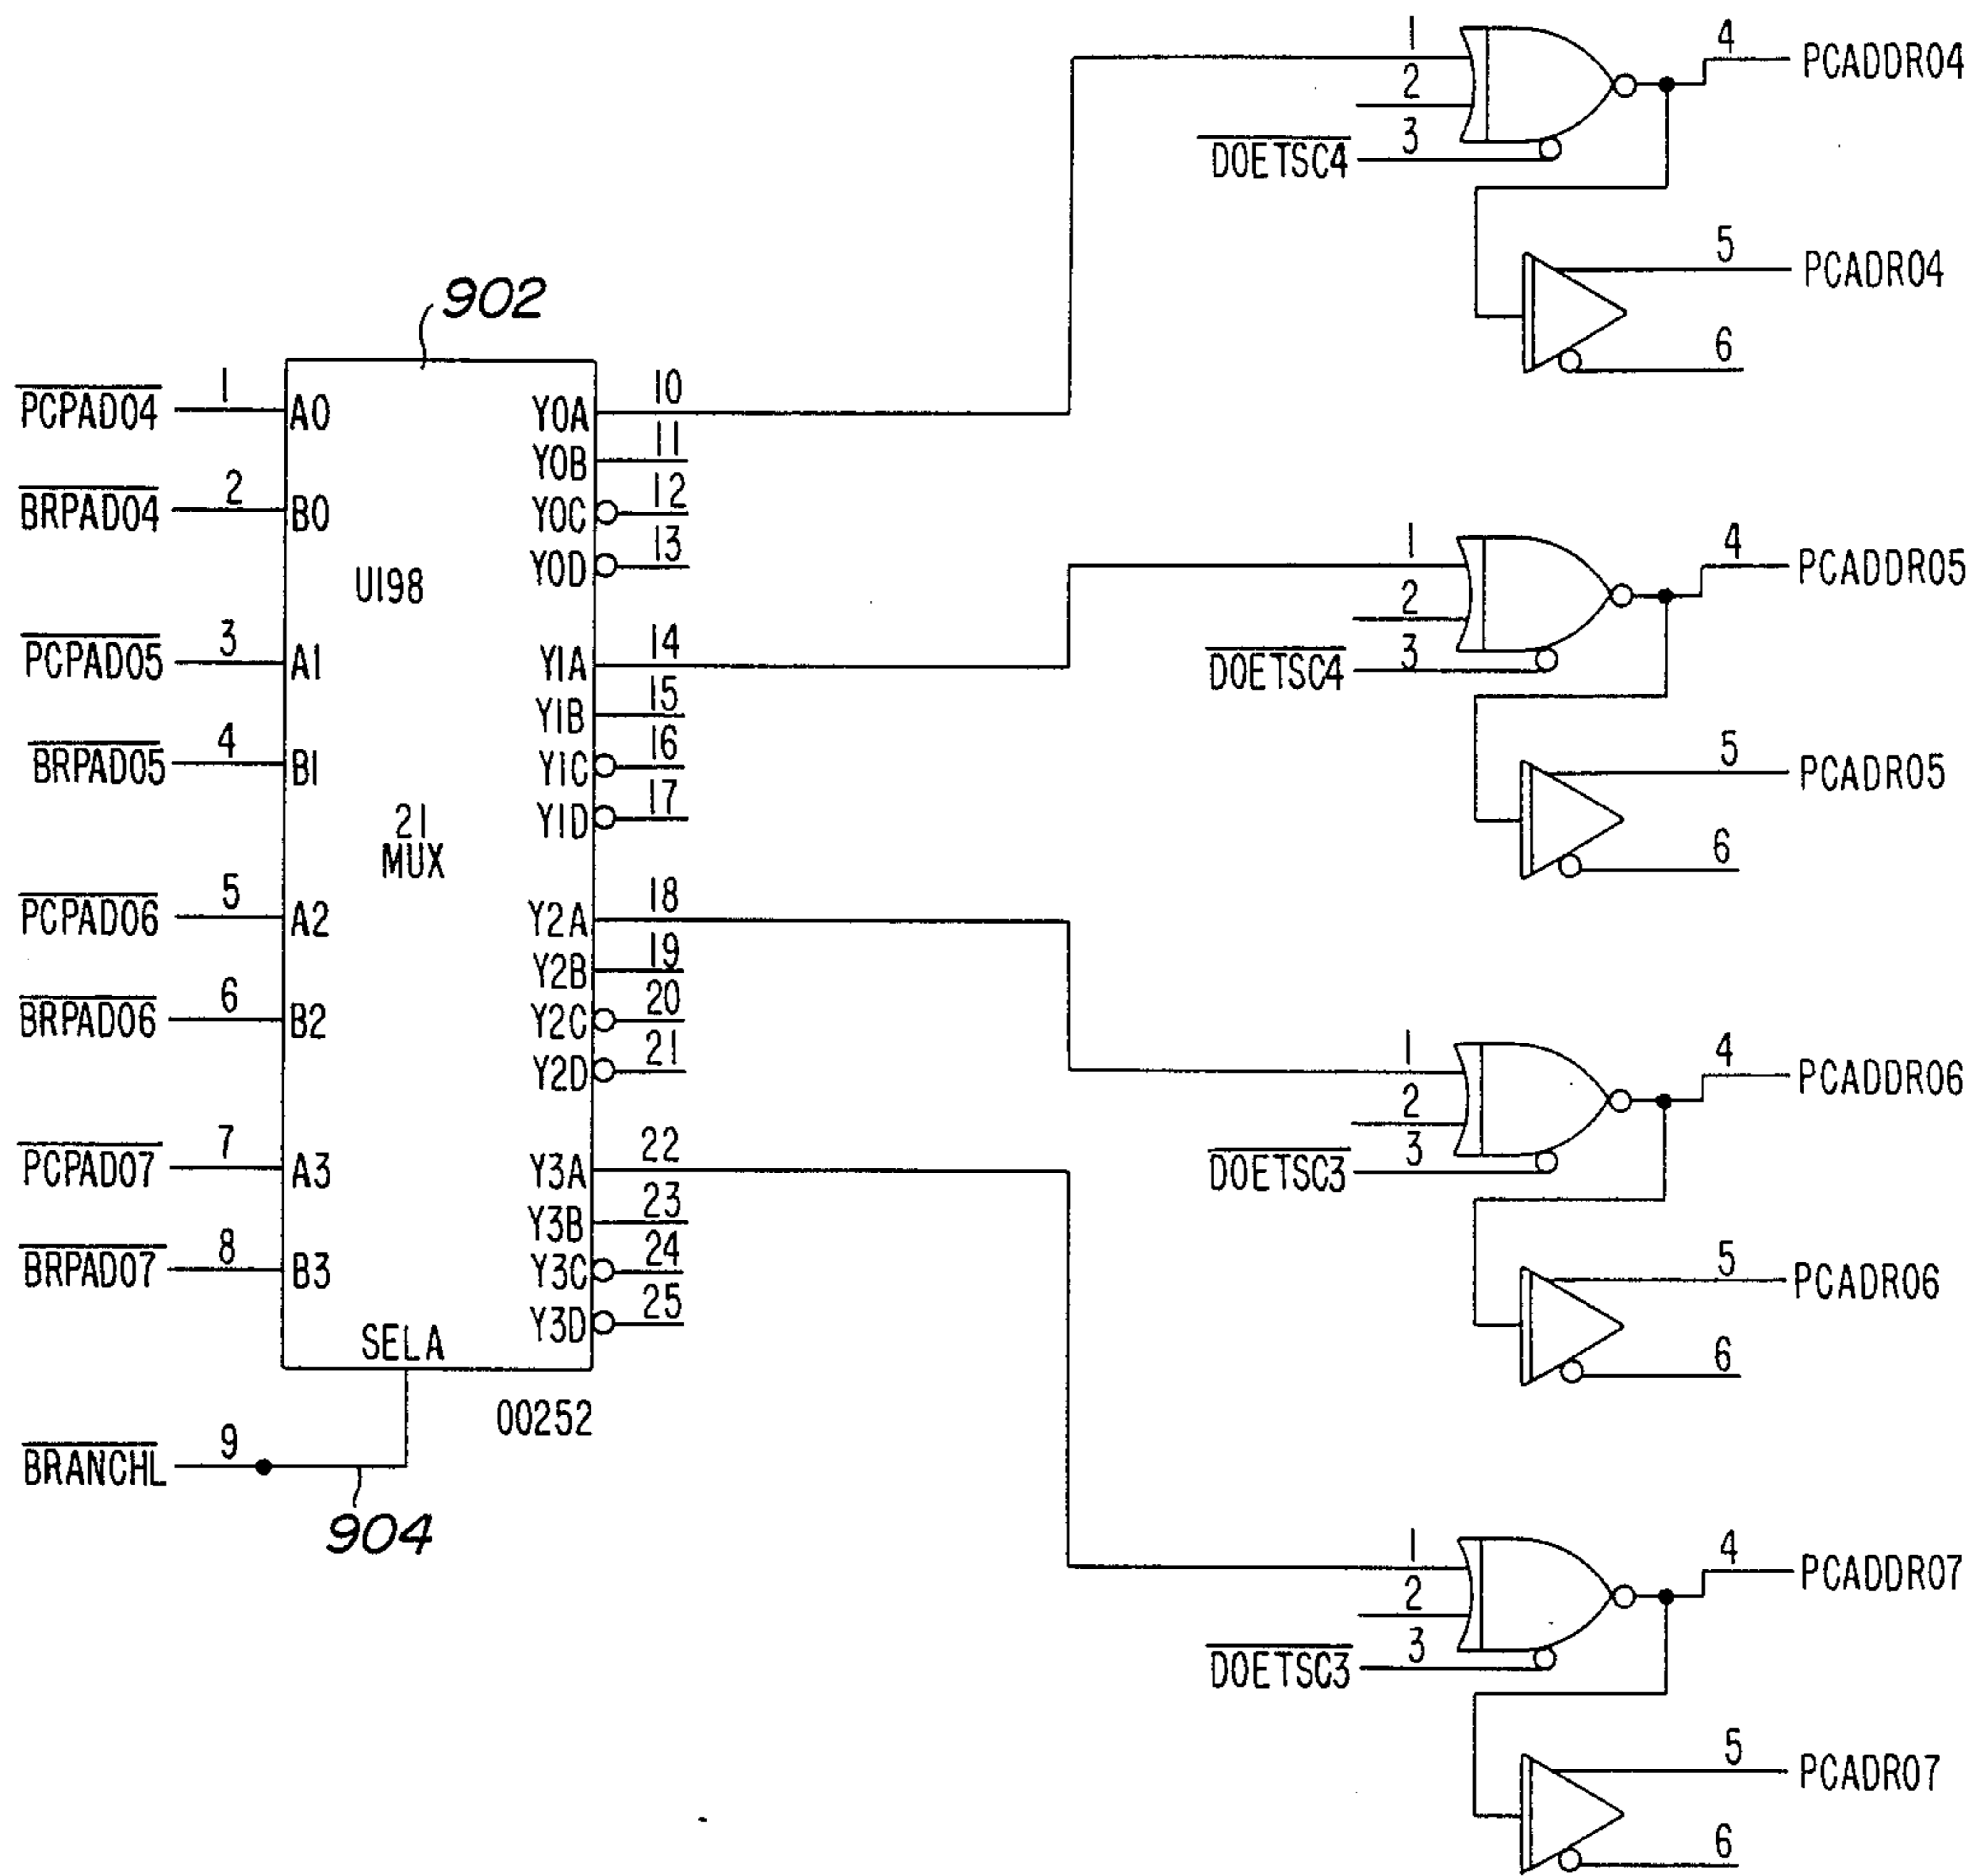 902
PCPAD04 1 A0
BRPAD04 2 B0
U198
PCPAD05 3 A1
BRPAD05 4 B1
21
MUX
PCPAD06 5 A2
BRPAD06 6 B2
PCPAD07 7 A3
BRPAD07 8 B3
SELA
00252
BRANCHL 9
904
Y0A 10
Y0B 11
Y0C 12
Y0D 13
Y1A 14
Y1B 15
Y1C 16
Y1D 17
Y2A 18
Y2B 19
Y2C 20
Y2D 21
Y3A 22
Y3B 23
Y3C 24
Y3D 25
1
2
DOETSC4 3
4 PCADDR04
5 PCADR04
6
1
2
DOETSC4 3
4 PCADDR05
5 PCADR05
6
1
2
DOETSC3 3
4 PCADDR06
5 PCADR06
6
1
2
DOETSC3 3
4 PCADDR07
5 PCADR07
6